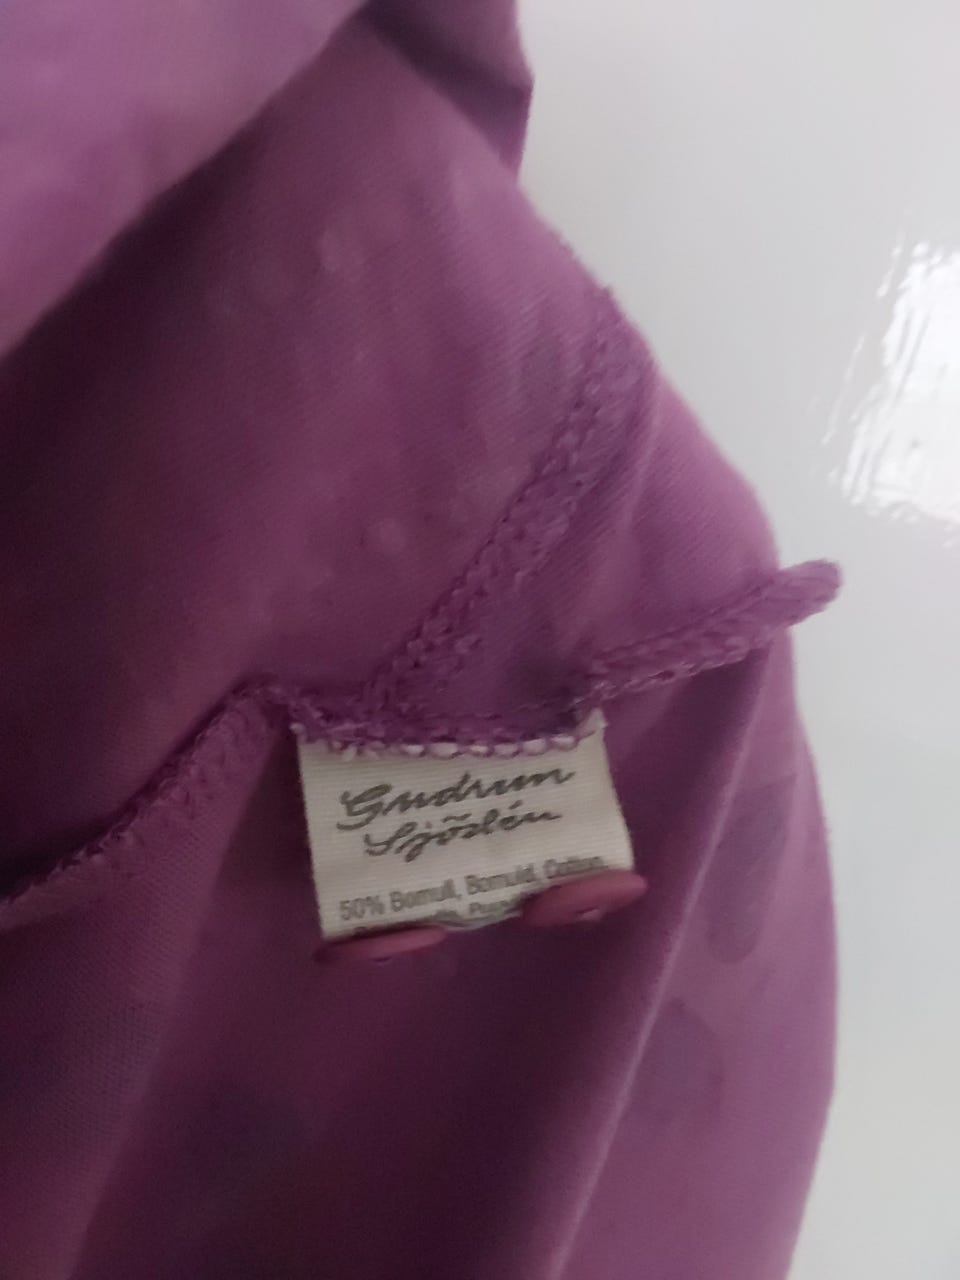 Gudrun
Sjödén
50% Bomull, Bomuld, Cotton,